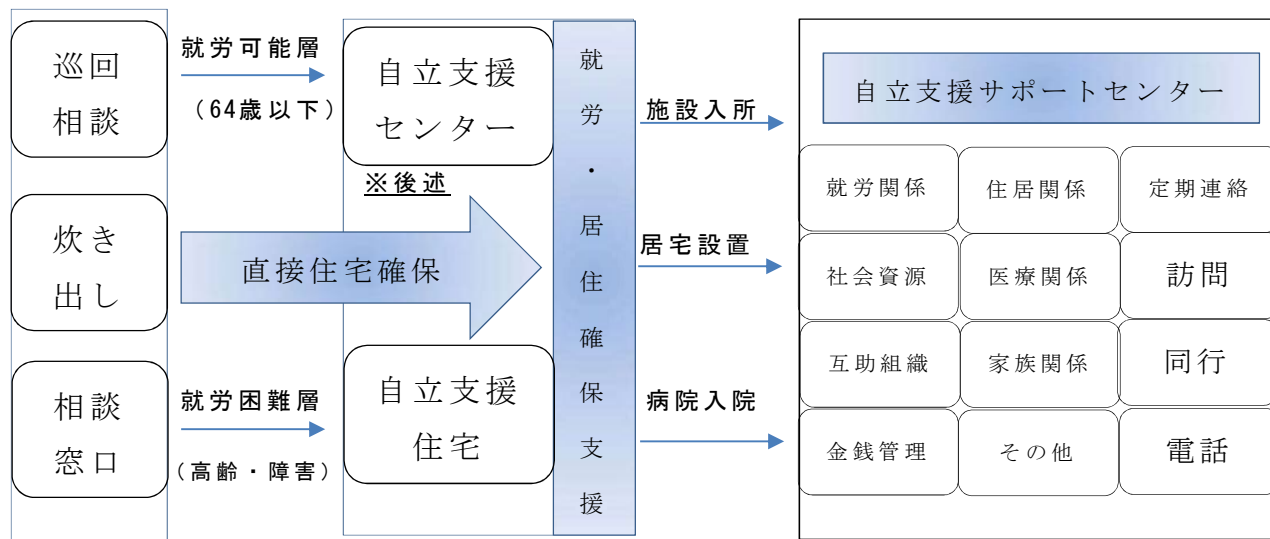 巡回
相談
炊き
出し
相談
窓口
就労可能層
（64歳以下）
直接住宅確保
就労困難層
（高齢・障害）
自立支援
センター
※後述
自立支援
住宅
就労・居住確保支援
施設入所
居宅設置
病院入院
自立支援サポートセンター
就労関係
住居関係
定期連絡
社会資源
医療関係
訪問
互助組織
家族関係
同行
金銭管理
その他
電話